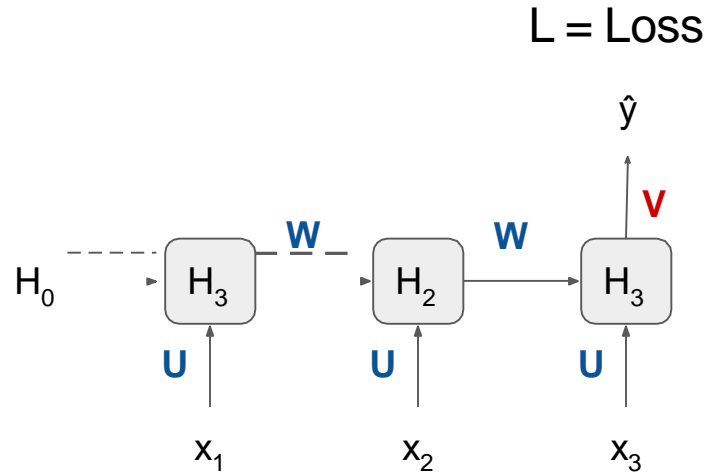 L = Loss
ŷ
V
W
W
H₀
H₃
H₂
H₃
U
U
U
x₁
x₂
x₃